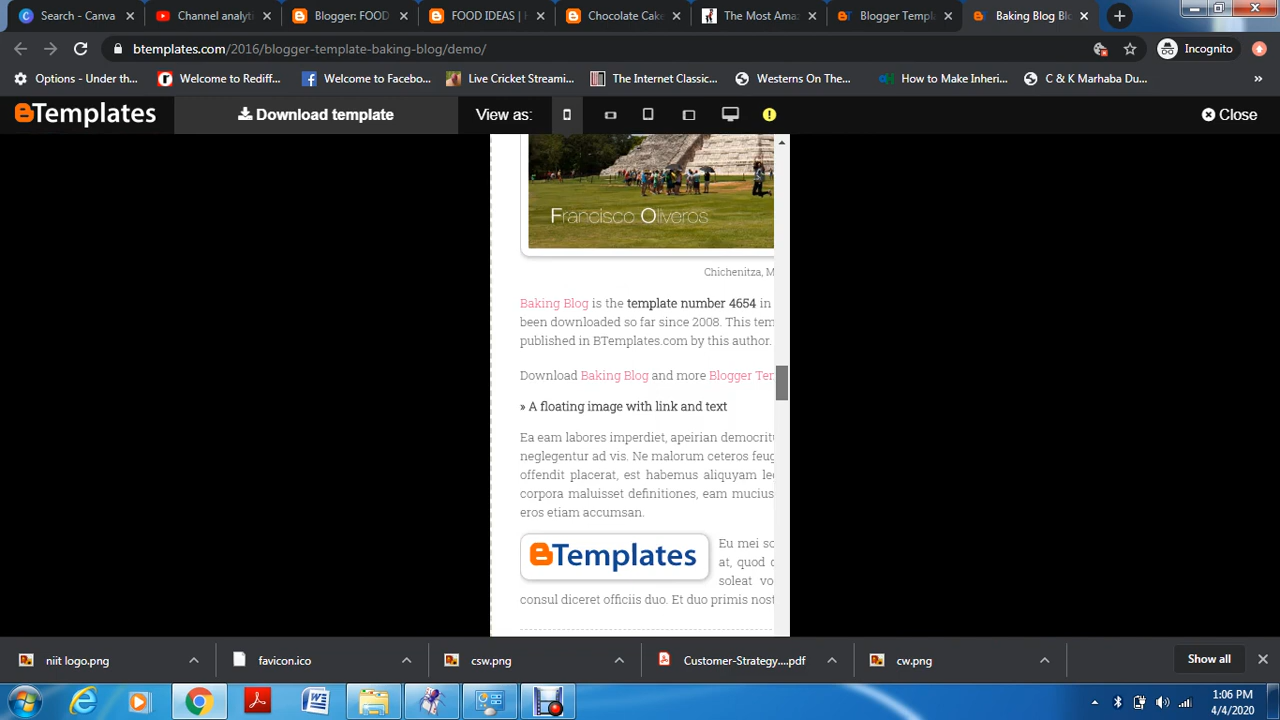 Search - Canva
Channel analyti
Blogger: FOOD
FOOD IDEAS | H
Chocolate Cak
The Most Ama
Blogger Templ
Baking Blog Bl
btemplates.com/2016/blogger-template-baking-blog/demo/
Incognito
Options - Under th...
Welcome to Rediff...
Welcome to Facebo...
Live Cricket Streami...
The Internet Classic...
Westerns On The...
How to Make Inheri...
C & K Marhaba Du...
BTemplates
Download template
View as:
Close
Francisco Oliveros
Chichenitza, M
Baking Blog is the template number 4654 in
been downloaded so far since 2008. This tem
published in BTemplates.com by this author.
Download Baking Blog and more Blogger Te
» A floating image with link and text
Ea eam labores imperdiet, apeirian democritu
neglegentur ad vis. Ne malorum ceteros feug
offendit placerat, est habemus aliquyam leg
corpora maluisset definitiones, eam mucius
eros etiam accumsan.
BTemplates
Eu mei so
at, quod
soleat vo
consul diceret officiis duo. Et duo primis nost
niit logo.png
favicon.ico
csw.png
Customer-Strategy....pdf
cw.png
Show all
1:06 PM
4/4/2020